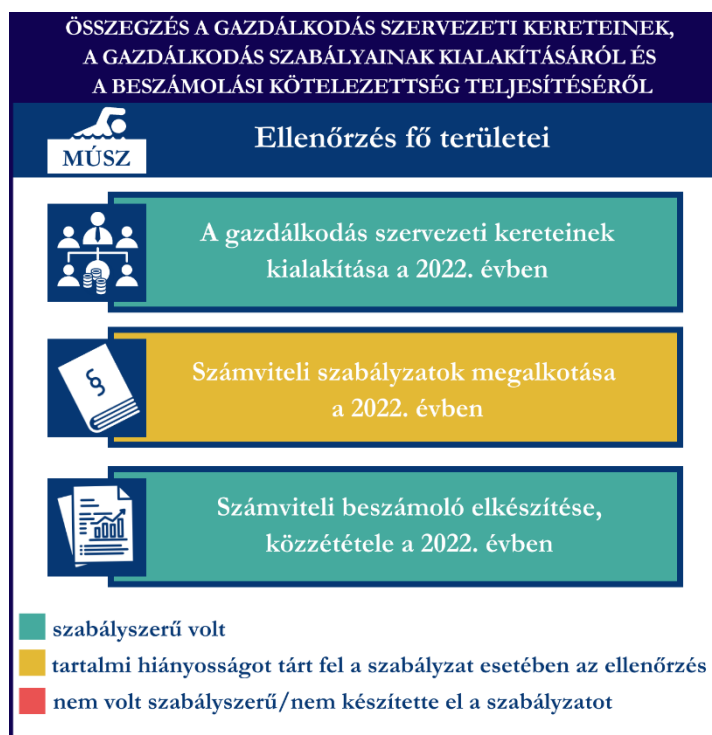 ÖSSZEGZÉS A GAZDÁLKODÁS SZERVEZETI KERETEINEK,
A GAZDÁLKODÁS SZABÁLYAINAK KIALAKÍTÁSÁRÓL ÉS
A BESZÁMOLÁSI KÖTELEZETTSÉG TELJESÍTÉSÉRŐL
MÚSZ
Ellenőrzés fő területei
A gazdálkodás szervezeti kereteinek
kialakítása a 2022. évben
§
Számviteli szabályzatok megalkotása
a 2022. évben
Számviteli beszámoló elkészítése,
közzététele a 2022. évben
szabályszerű volt
tartalmi hiányosságot tárt fel a szabályzat esetében az ellenőrzés
nem volt szabályszerű/nem készítette el a szabályzatot